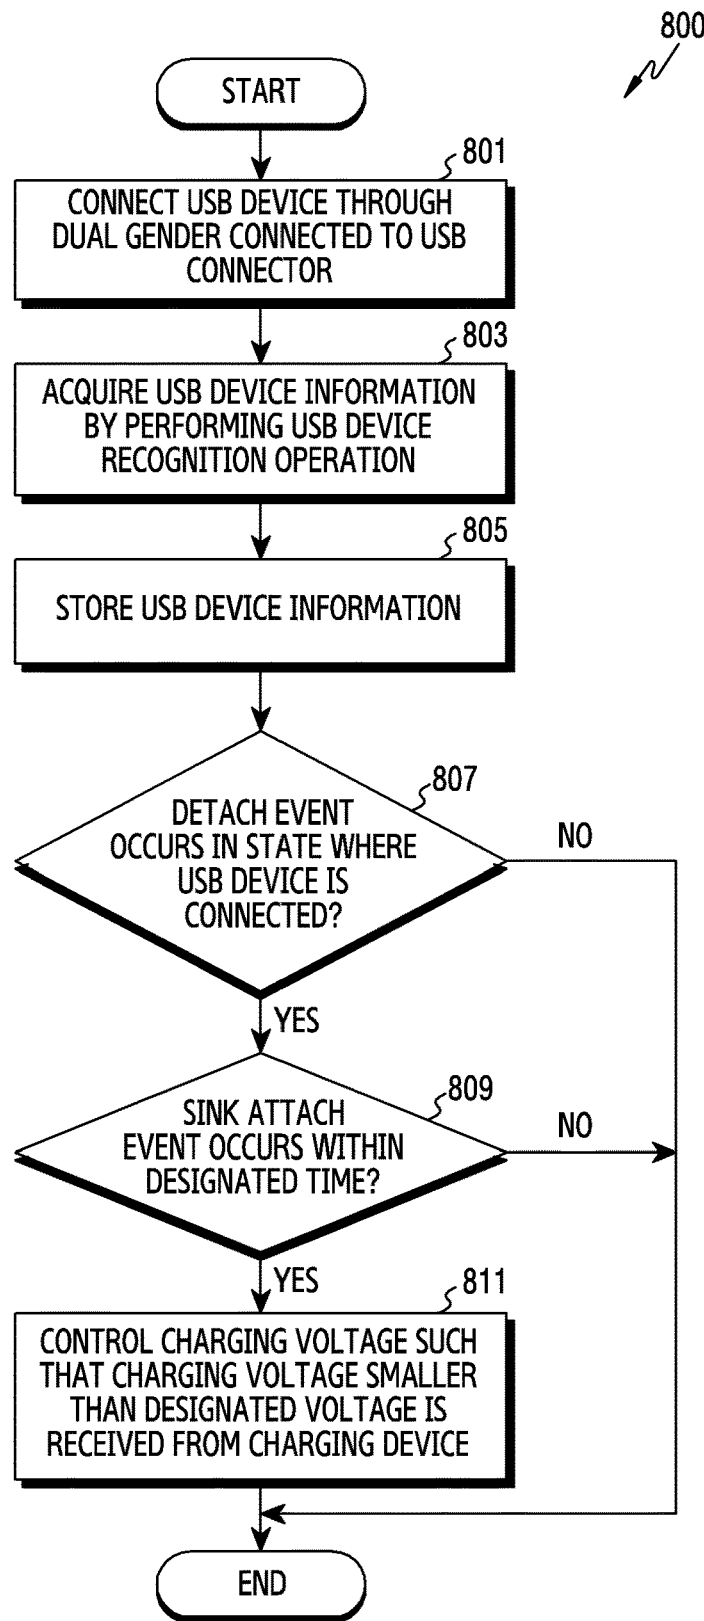 800
START
801
CONNECT USB DEVICE THROUGH
DUAL GENDER CONNECTED TO USB
CONNECTOR
803
ACQUIRE USB DEVICE INFORMATION
BY PERFORMING USB DEVICE
RECOGNITION OPERATION
805
STORE USB DEVICE INFORMATION
807
DETACH EVENT
OCCURS IN STATE WHERE
USB DEVICE IS
CONNECTED?
NO
YES
809
SINK ATTACH
EVENT OCCURS WITHIN
DESIGNATED TIME?
NO
YES
811
CONTROL CHARGING VOLTAGE SUCH
THAT CHARGING VOLTAGE SMALLER
THAN DESIGNATED VOLTAGE IS
RECEIVED FROM CHARGING DEVICE
END